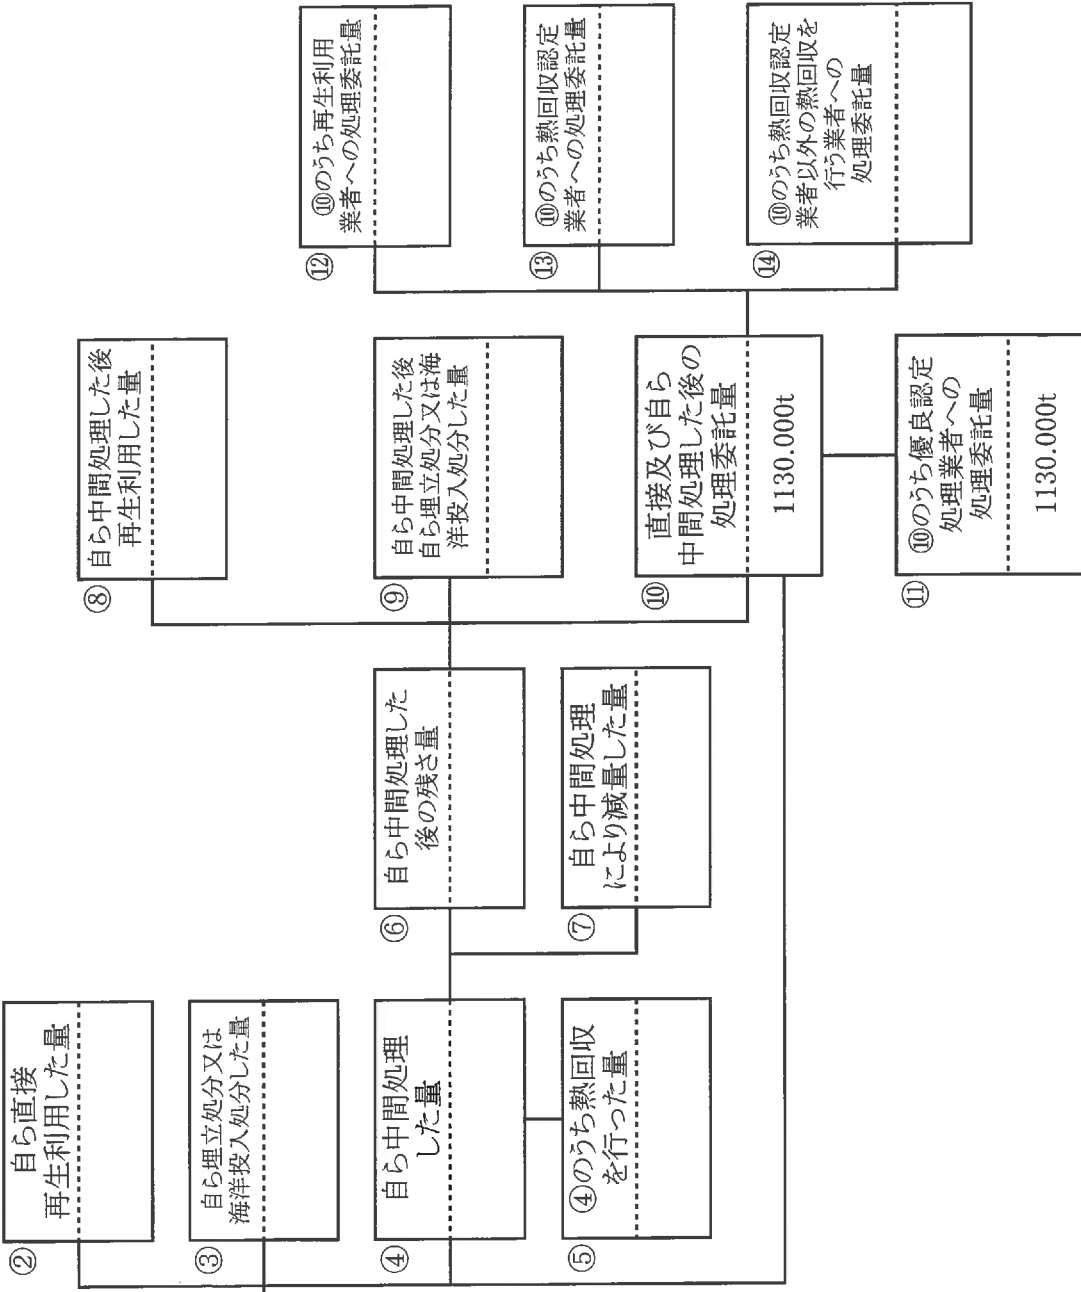 ②
自ら直接
再生利用した量
③
自ら埋立処分又は
海洋投入処分した量
④
自ら中間処理
した量
⑤
④のうち熱回収
を行った量
⑥
自ら中間処理した
後の残さ量
⑦
自ら中間処理
により減量した量
⑧
自ら中間処理した後
再生利用した量
⑨
自ら中間処理した後
自ら埋立処分又は海
洋投入処分した量
⑩
直接及び自ら
中間処理した後の
処理委託量
1130.000t
⑪
⑩のうち優良認定
処理業者への
処理委託量
1130.000t
⑫
⑩のうち再生利用
業者への処理委託量
⑬
⑩のうち熱回収認定
業者への処理委託量
⑭
⑩のうち熱回収認定
業者以外の熱回収を
行う業者への
処理委託量